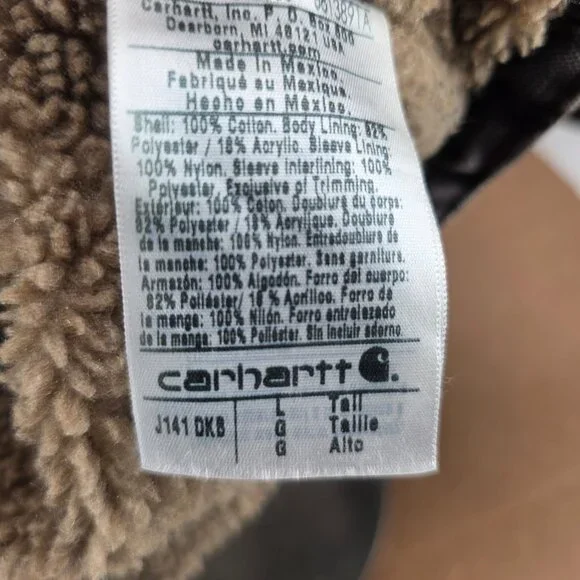 Carhartt, Inc. P. O. Box 600
Dearborn, MI 48121 USA
carhartt.com
Made in Mexico.
Fabriqué au Mexique.
Hecho en México.
Shell: 100% Cotton. Body Lining: 82%
Polyester / 18% Acrylic. Sleeve Lining:
100% Nylon. Sleeve Interlining: 100%
Polyester, Exclusive of Trimming.
Extérieur: 100% Coton. Doublure du corps:
82% Polyester / 18% Acrylique. Doublure
de la manche: 100% Nylon. Entredoublure de
la manche: 100% Polyester. Sans garniture.
Armazón: 100% Algodón. Forro del cuerpo:
82% Poliéster/ 18 % Acrílico. Forro de
la manga: 100% Nilón. Forro entrelazado
de la manga: 100% Poliéster. Sin incluir adorno.
carhartt
J141 DKB L Tall
G Taille
G Alto